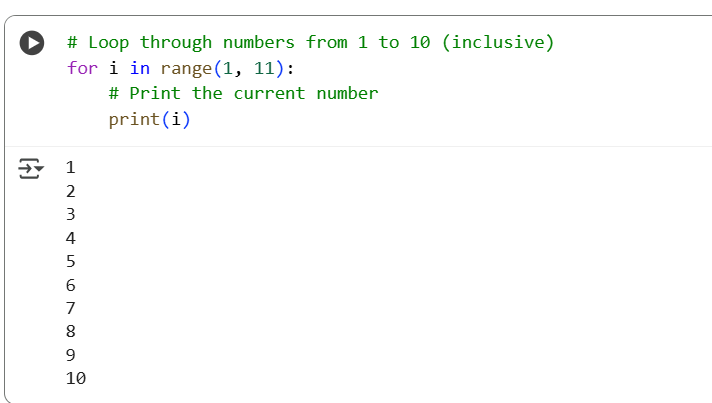 # Loop through numbers from 1 to 10 (inclusive)
for i in range(1, 11):
    # Print the current number
    print(i)
1
2
3
4
5
6
7
8
9
10